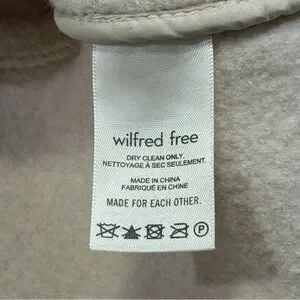 wilfred free
DRY CLEAN ONLY
NETTOYAGE À SEC SEULEMENT.
MADE IN CHINA
FABRIQUÉ EN CHINE
MADE FOR EACH OTHER.
P